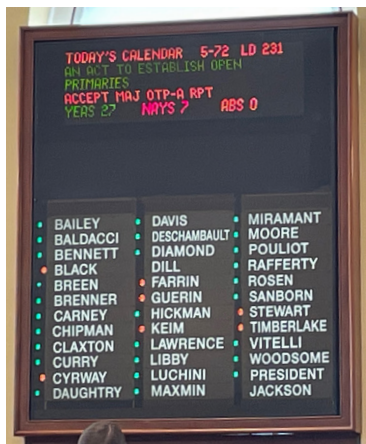 TODAY'S CALENDAR 5-72 LD 231
AN ACT TO ESTABLISH OPEN
PRIMARIES
ACCEPT MAJ OTP-A RPT
YEAS 27 NAYS 7 ABS 0
BAILEY
BALDACCI
BENNETT
BLACK
BREEN
BRENNER
CARNEY
CHIPMAN
CLAXTON
CURRY
CYRWAY
DAUGHTRY
DAVIS
DESCHAMBAULT
DIAMOND
DILL
FARRIN
GUERIN
HICKMAN
KEIM
LAWRENCE
LIBBY
LUCHINI
MAXMIN
MIRAMANT
MOORE
POULIOT
RAFFERTY
ROSEN
SANBORN
STEWART
TIMBERLAKE
VITELLI
WOODSOME
PRESIDENT
JACKSON